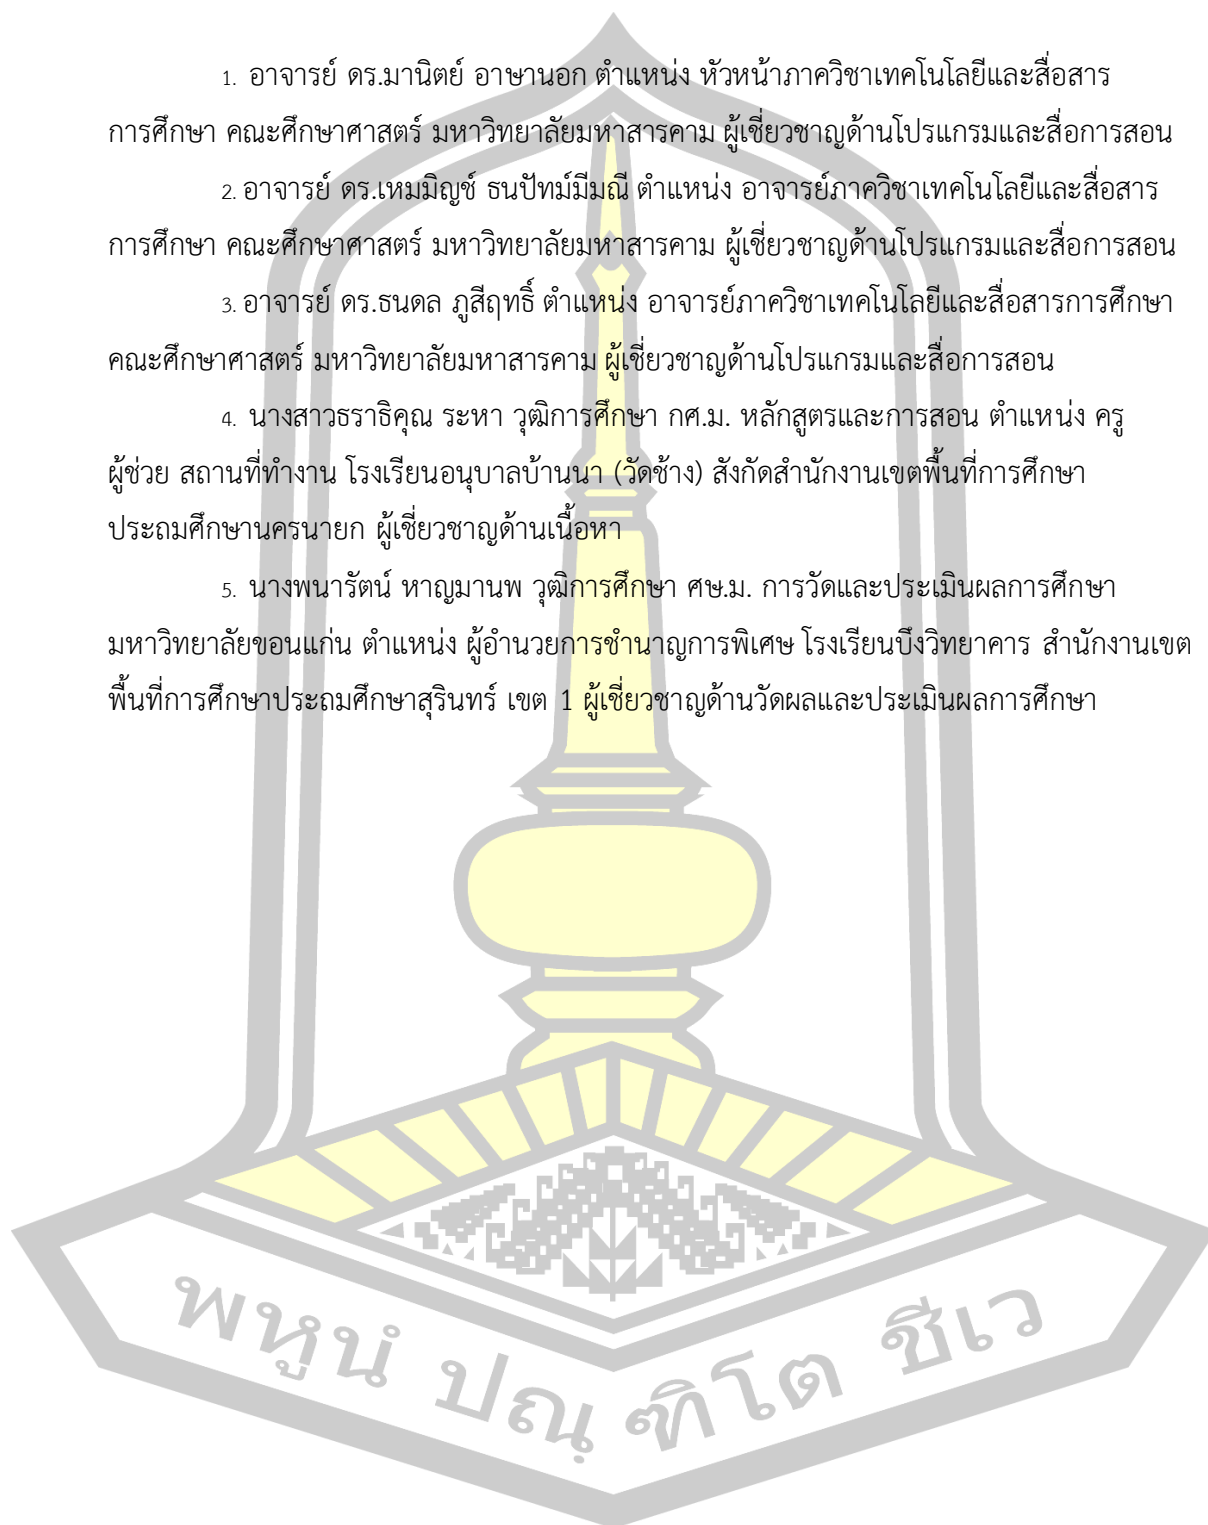 1. อาจารย์ ดร.มานิตย์ อาษานอก ตำแหน่ง หัวหน้าภาควิชาเทคโนโลยีและสื่อสาร
การศึกษา คณะศึกษาศาสตร์ มหาวิทยาลัยมหาสารคาม ผู้เชี่ยวชาญด้านโปรแกรมและสื่อการสอน
2. อาจารย์ ดร.เหมมิญช์ ธนปัทม์มีมณี ตำแหน่ง อาจารย์ภาควิชาเทคโนโลยีและสื่อสาร
การศึกษา คณะศึกษาศาสตร์ มหาวิทยาลัยมหาสารคาม ผู้เชี่ยวชาญด้านโปรแกรมและสื่อการสอน
3. อาจารย์ ดร.ธนดล ภูสีฤทธิ์ ตำแหน่ง อาจารย์ภาควิชาเทคโนโลยีและสื่อสารการศึกษา
คณะศึกษาศาสตร์ มหาวิทยาลัยมหาสารคาม ผู้เชี่ยวชาญด้านโปรแกรมและสื่อการสอน
4. นางสาวธราธิคุณ ระหา วุฒิการศึกษา กศ.ม. หลักสูตรและการสอน ตำแหน่ง ครู
ผู้ช่วย สถานที่ทำงาน โรงเรียนอนุบาลบ้านนา (วัดช้าง) สังกัดสำนักงานเขตพื้นที่การศึกษา
ประถมศึกษานครนายก ผู้เชี่ยวชาญด้านเนื้อหา
5. นางพนารัตน์ หาญมานพ วุฒิการศึกษา ศษ.ม. การวัดและประเมินผลการศึกษา
มหาวิทยาลัยขอนแก่น ตำแหน่ง ผู้อำนวยการชำนาญการพิเศษ โรงเรียนบึงวิทยาคาร สำนักงานเขต
พื้นที่การศึกษาประถมศึกษาสุรินทร์ เขต 1 ผู้เชี่ยวชาญด้านวัดผลและประเมินผลการศึกษา
พหูนํ ปณฺฑิโต ชีเว